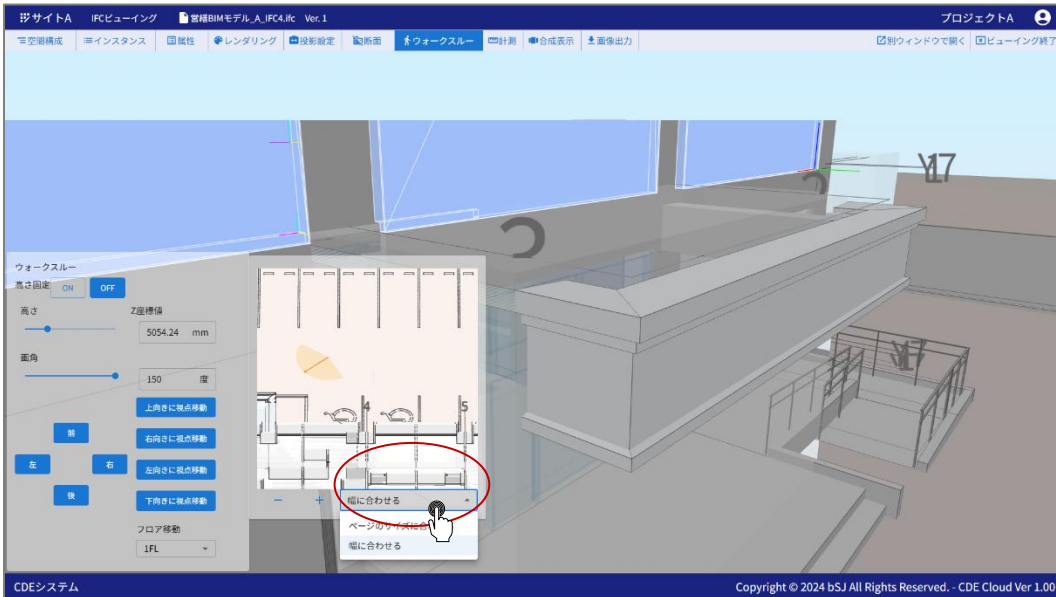 サイトA IFCビューイング 営繕BIMモデル_A_IFC4.ifc Ver. 1 プロジェクトA
空間構成 インスタンス 属性 レンダリング 投影設定 断面 ウォークスルー 計測 合成表示 画像出力 別ウィンドウで開く ビューイング終了
Y17
C
C
Y17
ウォークスルー
高さ固定 ON OFF
高さ Z座標値
5054.24 mm
画角
150 度
上向きに視点移動
前 右向きに視点移動
左 右 左向きに視点移動
後 下向きに視点移動
フロア移動
1FL
4 5
− + 幅に合わせる
ページのサイズに合
幅に合わせる
CDEシステム Copyright © 2024 bSJ All Rights Reserved. - CDE Cloud Ver 1.00